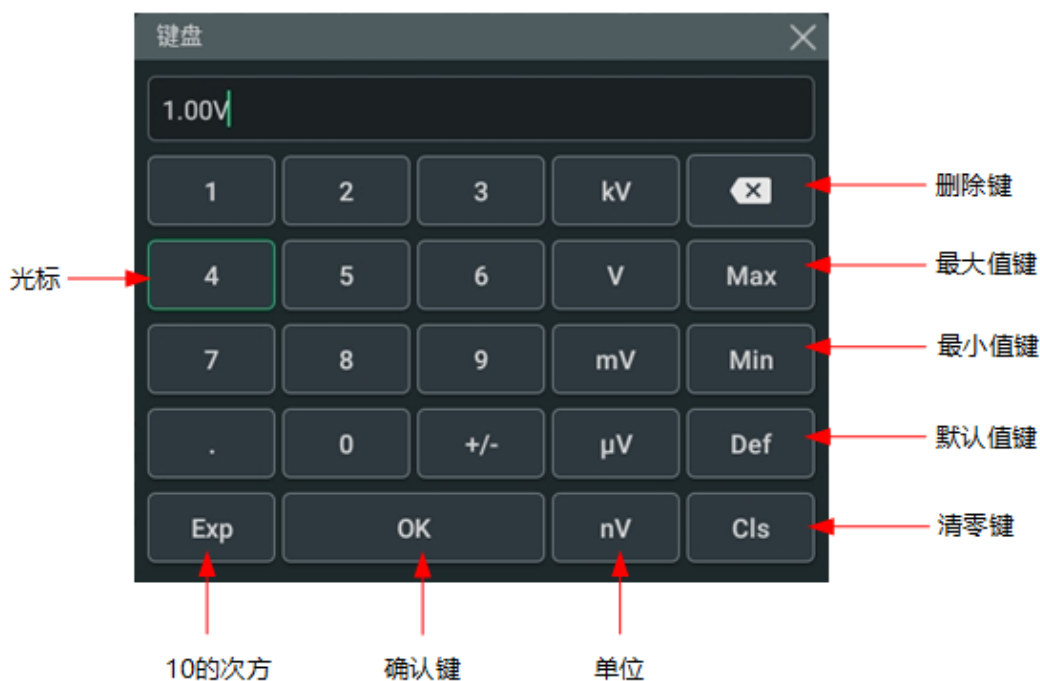 键盘
1.00V
1 2 3 kV 删除键
光标 4 5 6 V Max 最大值键
7 8 9 mV Min 最小值键
. 0 +/- μV Def 默认值键
Exp OK nV Cls 清零键
10的次方 确认键 单位